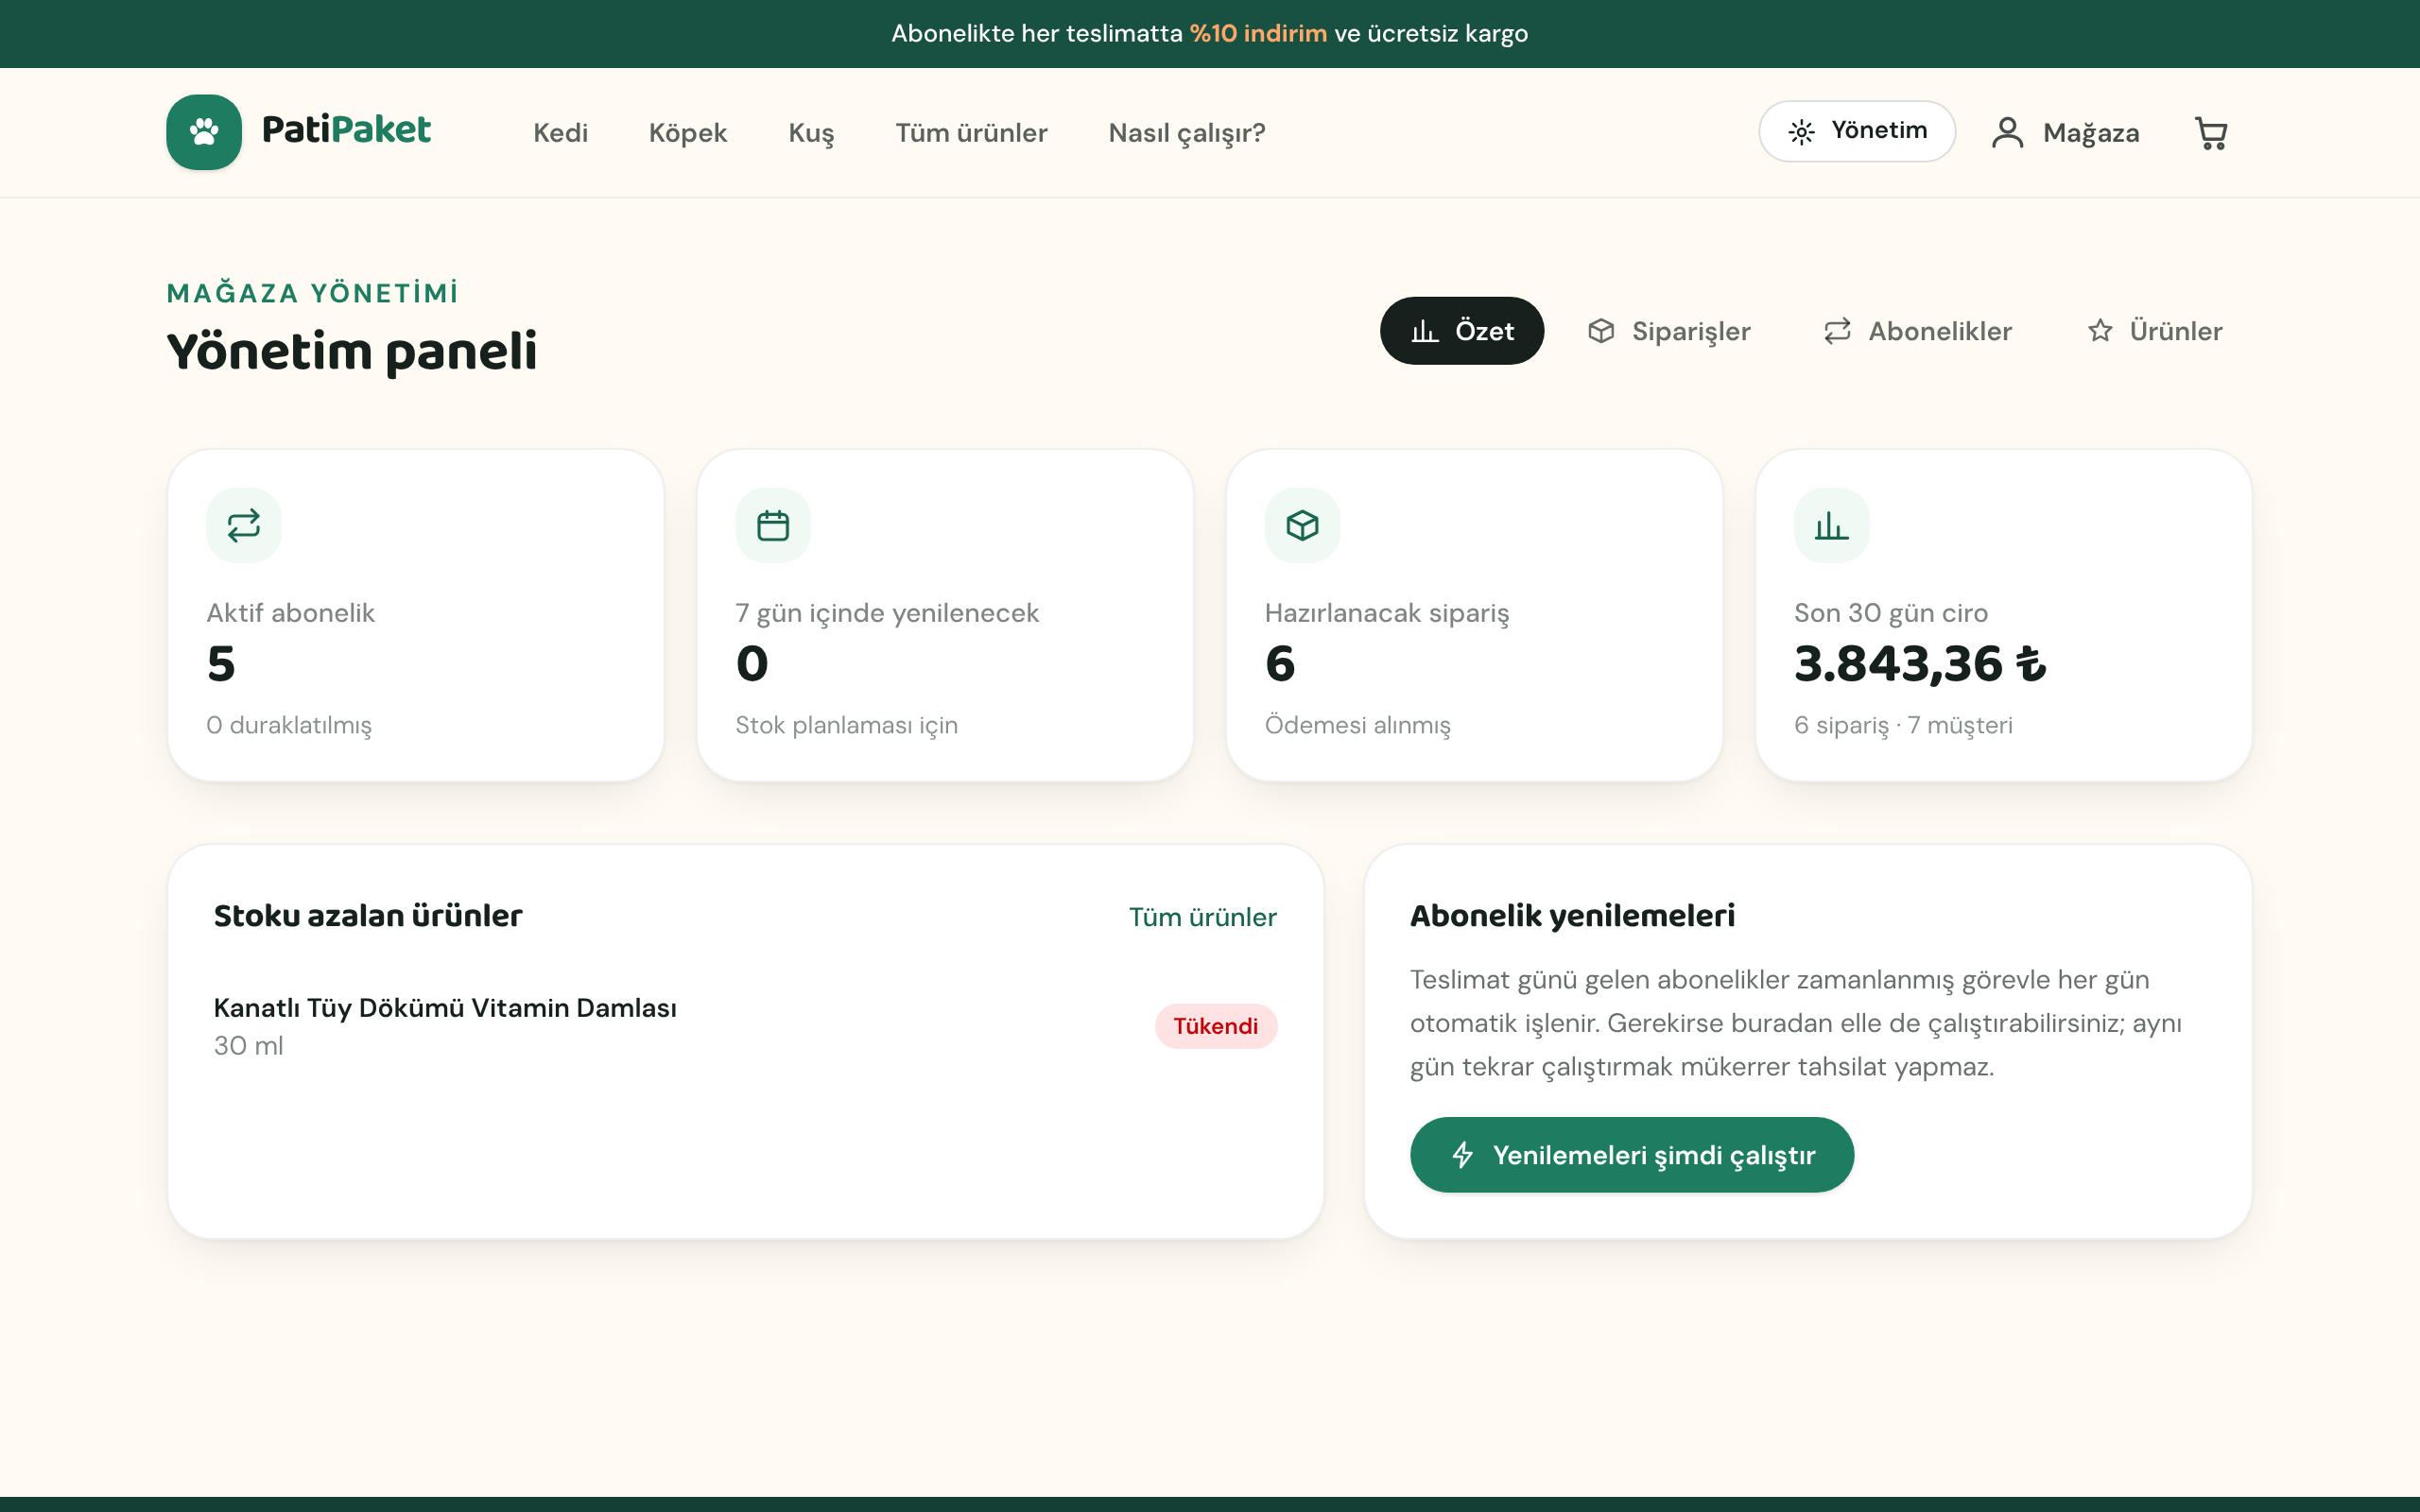 Abonelikte her teslimatta %10 indirim ve ücretsiz kargo
PatiPaket
Kedi
Köpek
Kuş
Tüm ürünler
Nasıl çalışır?
Yönetim
Mağaza
MAĞAZA YÖNETİMİ
Yönetim paneli
Özet
Siparişler
Abonelikler
Ürünler
Aktif abonelik
5
0 duraklatılmış
7 gün içinde yenilenecek
0
Stok planlaması için
Hazırlanacak sipariş
6
Ödemesi alınmış
Son 30 gün ciro
3.843,36 ₺
6 sipariş · 7 müşteri
Stoku azalan ürünler
Tüm ürünler
Kanatlı Tüy Dökümü Vitamin Damlası
30 ml
Tükendi
Abonelik yenilemeleri
Teslimat günü gelen abonelikler zamanlanmış görevle her gün
otomatik işlenir. Gerekirse buradan elle de çalıştırabilirsiniz; aynı
gün tekrar çalıştırmak mükerrer tahsilat yapmaz.
Yenilemeleri şimdi çalıştır